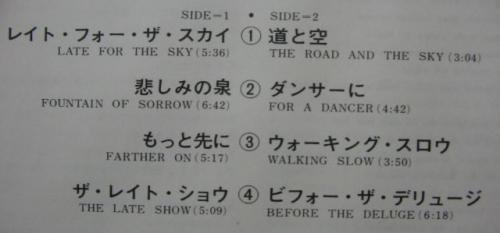 SIDE-1 • SIDE-2
レイト・フォー・ザ・スカイ ① 道と空
LATE FOR THE SKY (5:36) THE ROAD AND THE SKY (3:04)
悲しみの泉 ② ダンサーに
FOUNTAIN OF SORROW (6:42) FOR A DANCER (4:42)
もっと先に ③ ウォーキング・スロウ
FARTHER ON (5:17) WALKING SLOW (3:50)
ザ・レイト・ショウ ④ ビフォー・ザ・デリュージ
THE LATE SHOW (5:09) BEFORE THE DELUGE (6:18)